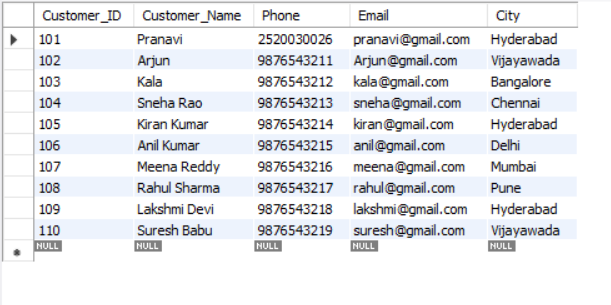 Customer_ID Customer_Name Phone Email City
101 Pranavi 2520030026 pranavi@gmail.com Hyderabad
102 Arjun 9876543211 Arjun@gmail.com Vijayawada
103 Kala 9876543212 kala@gmail.com Bangalore
104 Sneha Rao 9876543213 sneha@gmail.com Chennai
105 Kiran Kumar 9876543214 kiran@gmail.com Hyderabad
106 Anil Kumar 9876543215 anil@gmail.com Delhi
107 Meena Reddy 9876543216 meena@gmail.com Mumbai
108 Rahul Sharma 9876543217 rahul@gmail.com Pune
109 Lakshmi Devi 9876543218 lakshmi@gmail.com Hyderabad
110 Suresh Babu 9876543219 suresh@gmail.com Vijayawada
NULL NULL NULL NULL NULL